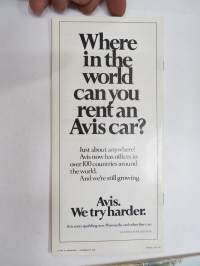 Where
in the
world
can you
rent an
Avis car?
Just about anywhere!
Avis now has offices in
over 100 countries around
the world.
And we're still growing.
Avis.
We try harder.